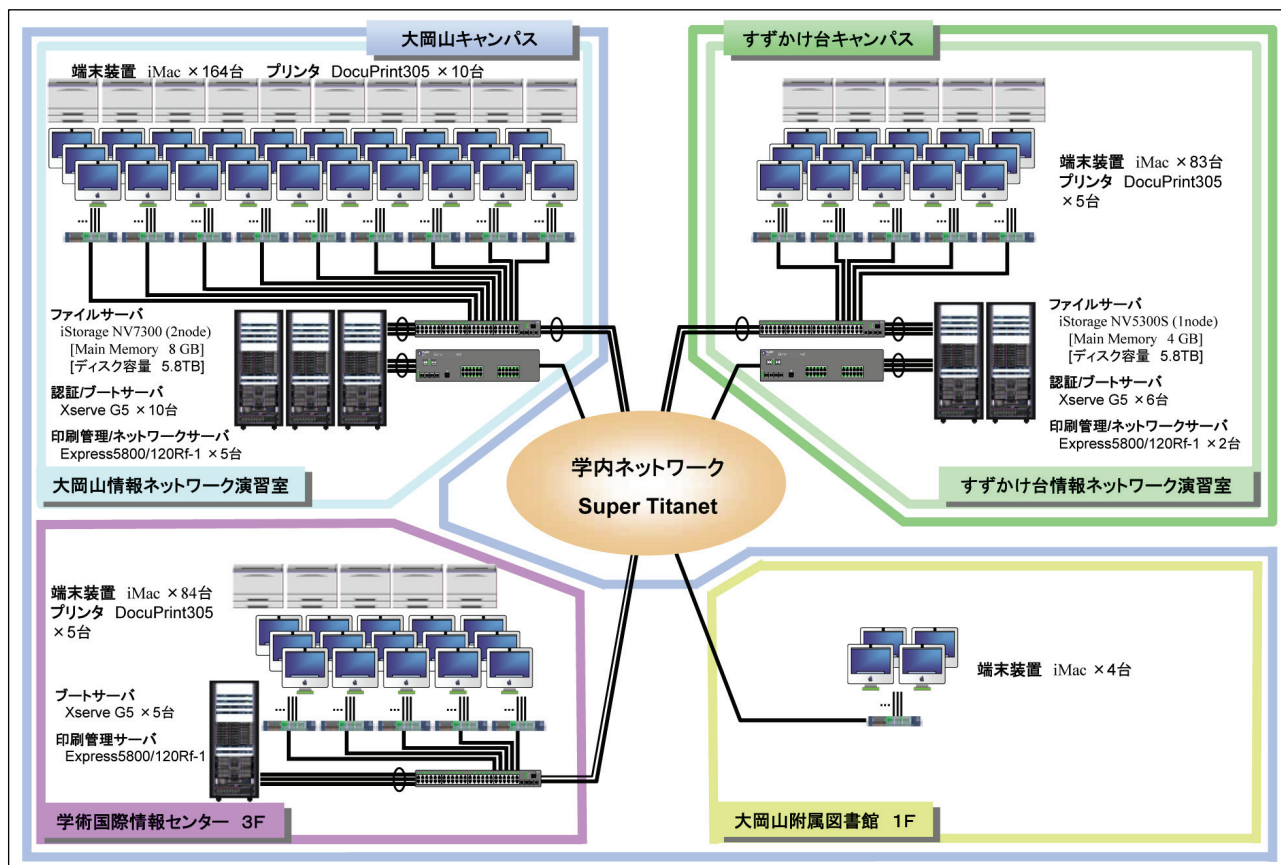 大岡山キャンパス
端末装置 iMac ×164台 プリンタ DocuPrint305 ×10台
...
...
...
...
...
...
...
...
...
ファイルサーバ
iStorage NV7300 (2node)
[Main Memory 8 GB]
[ディスク容量 5.8TB]
認証/ブートサーバ
Xserve G5 ×10台
印刷管理/ネットワークサーバ
Express5800/120Rf-1 ×5台
大岡山情報ネットワーク演習室
すずかけ台キャンパス
端末装置 iMac ×83台
プリンタ DocuPrint305
×5台
...
...
...
...
...
ファイルサーバ
iStorage NV5300S (1node)
[Main Memory 4 GB]
[ディスク容量 5.8TB]
認証/ブートサーバ
Xserve G5 ×6台
印刷管理/ネットワークサーバ
Express5800/120Rf-1 ×2台
すずかけ台情報ネットワーク演習室
学内ネットワーク
Super Titanet
端末装置 iMac ×84台
プリンタ DocuPrint305
×5台
...
...
...
...
...
ブートサーバ
Xserve G5 ×5台
印刷管理サーバ
Express5800/120Rf-1
学術国際情報センター 3F
端末装置 iMac ×4台
...
大岡山附属図書館 1F